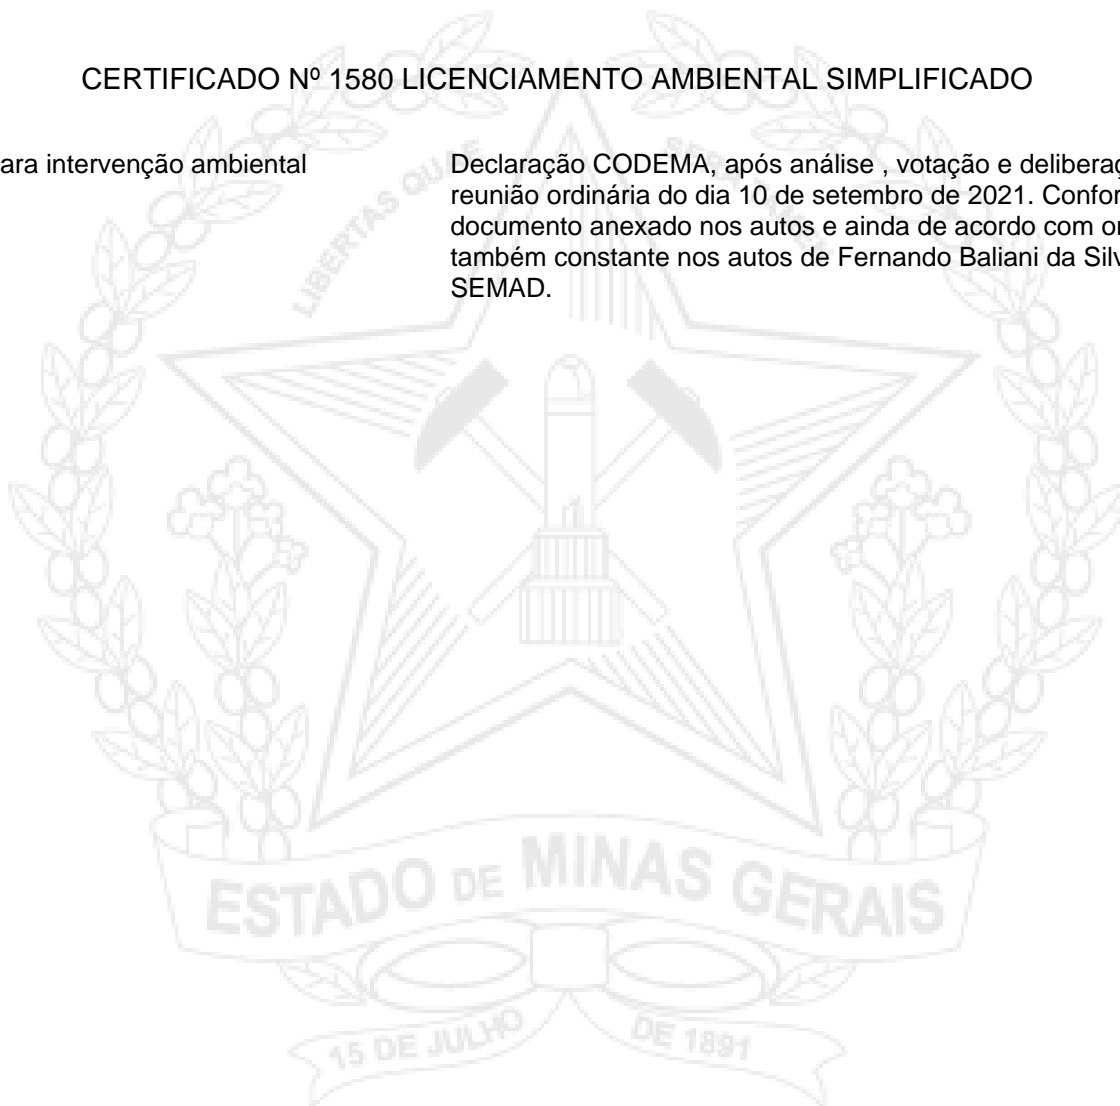 CERTIFICADO Nº 1580 LICENCIAMENTO AMBIENTAL SIMPLIFICADO
ara intervenção ambiental
Declaração CODEMA, após análise , votação e deliberaç
reunião ordinária do dia 10 de setembro de 2021. Confor
documento anexado nos autos e ainda de acordo com or
também constante nos autos de Fernando Baliani da Silv
SEMAD.
LIBERTAS QUAE
ESTADO DE MINAS GERAIS
15 DE JULHO DE 1891